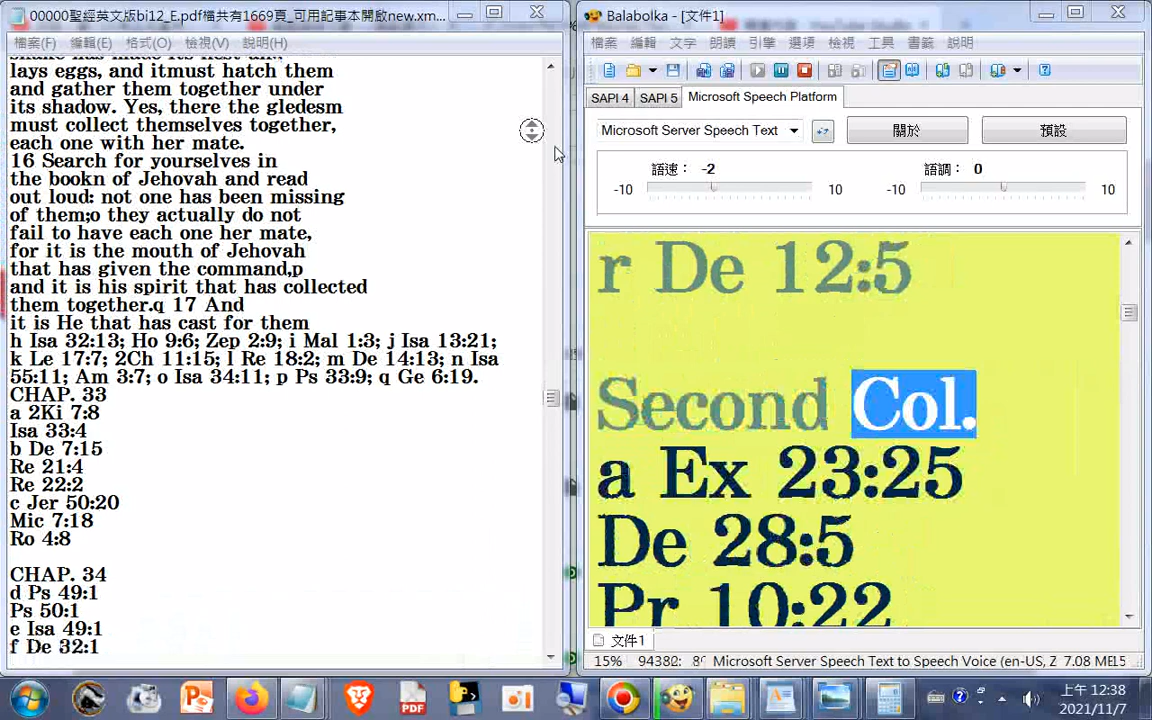 00000聖經英文版bi12_E.pdf檔共有1669頁_可用記事本開啟new.xm...
檔案(F) 編輯(E) 格式(O) 檢視(V) 說明(H)
lays eggs, and itmust hatch them
and gather them together under
its shadow. Yes, there the gledesm
must collect themselves together,
each one with her mate.
16 Search for yourselves in
the bookn of Jehovah and read
out loud: not one has been missing
of them;o they actually do not
fail to have each one her mate,
for it is the mouth of Jehovah
that has given the command,p
and it is his spirit that has collected
them together.q 17 And
it is He that has cast for them
h Isa 32:13; Ho 9:6; Zep 2:9; i Mal 1:3; j Isa 13:21;
k Le 17:7; 2Ch 11:15; l Re 18:2; m De 14:13; n Isa
55:11; Am 3:7; o Isa 34:11; p Ps 33:9; q Ge 6:19.
CHAP. 33
a 2Ki 7:8
Isa 33:4
b De 7:15
Re 21:4
Re 22:2
c Jer 50:20
Mic 7:18
Ro 4:8
CHAP. 34
d Ps 49:1
Ps 50:1
e Isa 49:1
f De 32:1
Balabolka - [文件1]
檔案 編輯 文字 朗讀 引擎 選項 檢視 工具 書籤 說明
SAPI 4 SAPI 5 Microsoft Speech Platform
Microsoft Server Speech Text 關於 預設
語速： -2 語調： 0
-10 10 -10 10
r De 12:5
Second Col.
a Ex 23:25
De 28:5
Pr 10:22
文件1
15% 94382: Microsoft Server Speech Text to Speech Voice (en-US, Z 7.08 ME
PDF
上午 12:38
2021/11/7